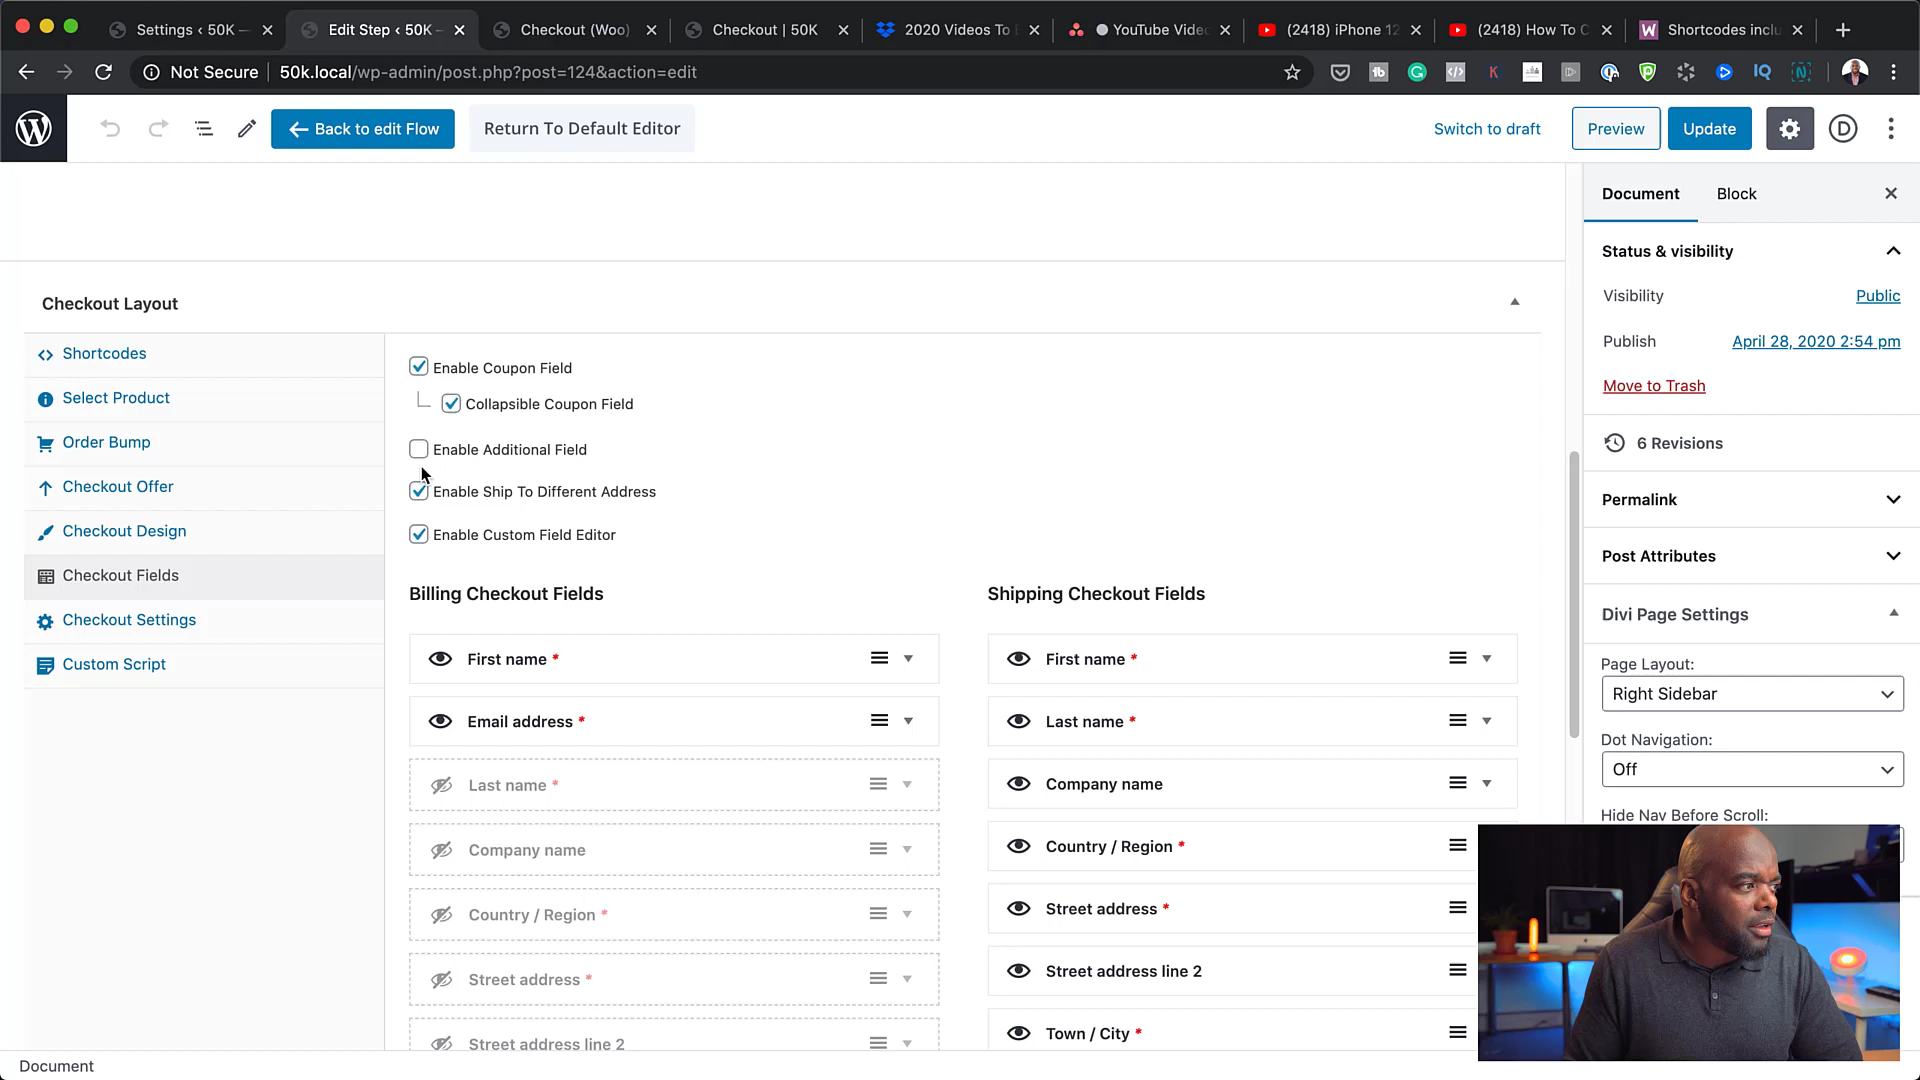 Settings ‹ 50K —
Edit Step ‹ 50K –
Checkout (Woo)
Checkout | 50K
2020 Videos To
YouTube Vide
(2418) iPhone 12
(2418) How To C
Shortcodes inclu
Not Secure
50k.local/wp-admin/post.php?post=124&action=edit
← Back to edit Flow
Return To Default Editor
Switch to draft
Preview
Update
Document
Block
Status & visibility
Visibility
Public
Publish
April 28, 2020 2:54 pm
Move to Trash
6 Revisions
Permalink
Post Attributes
Divi Page Settings
Page Layout:
Right Sidebar
Dot Navigation:
Off
Hide Nav Before Scroll:
Checkout Layout
Shortcodes
Select Product
Order Bump
Checkout Offer
Checkout Design
Checkout Fields
Checkout Settings
Custom Script
Enable Coupon Field
Collapsible Coupon Field
Enable Additional Field
Enable Ship To Different Address
Enable Custom Field Editor
Billing Checkout Fields
First name *
Email address *
Last name *
Company name
Country / Region *
Street address *
Street address line 2
Shipping Checkout Fields
First name *
Last name *
Company name
Country / Region *
Street address *
Street address line 2
Town / City *
Document